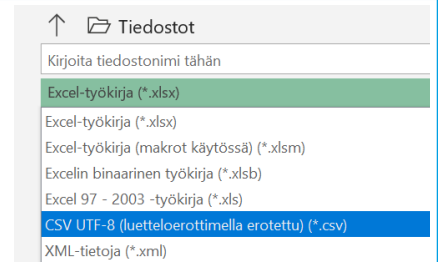 Tiedostot
Kirjoita tiedostonimi tähän
Excel-työkirja (*.xlsx)
Excel-työkirja (*.xlsx)
Excel-työkirja (makrot käytössä) (*.xlsm)
Excelin binaarinen työkirja (*.xlsb)
Excel 97 - 2003 -työkirja (*.xls)
CSV UTF-8 (luetteloerottimella erotettu) (*.csv)
XML-tietoja (*.xml)